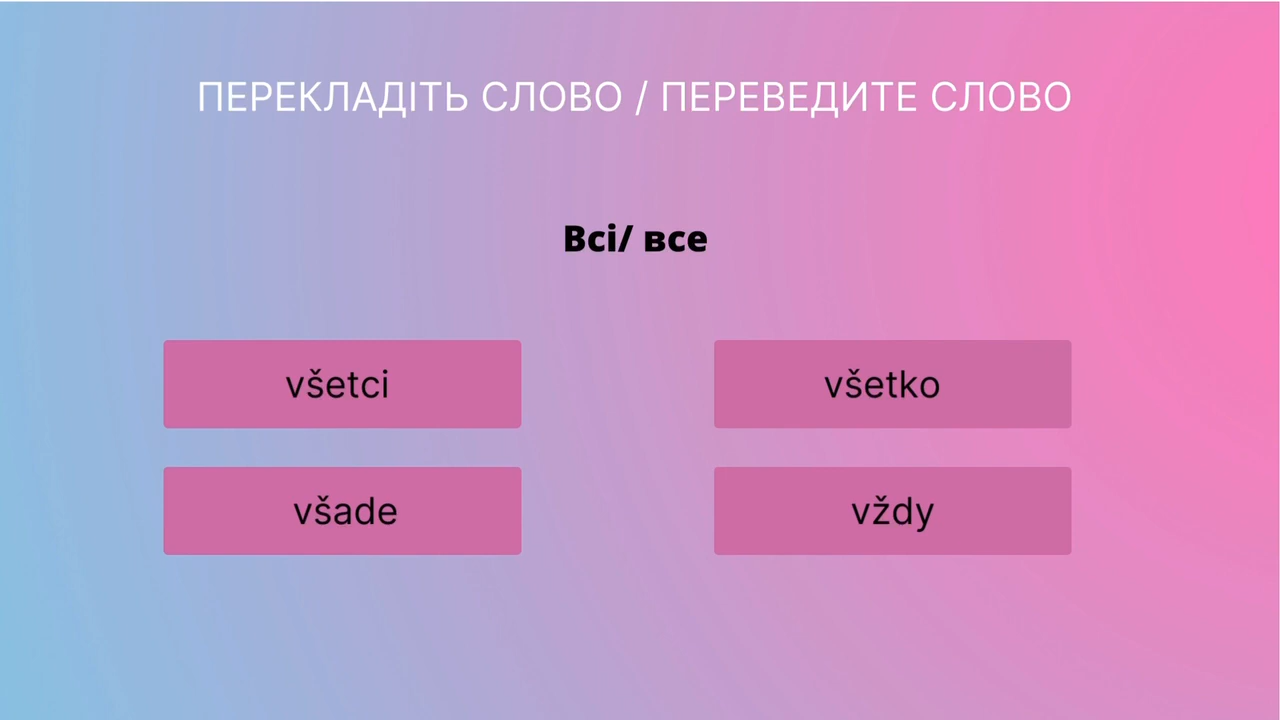 ПЕРЕКЛАДІТЬ СЛОВО / ПЕРЕВЕДИТЕ СЛОВО
Всі/ все
všetci
všetko
všade
vždy